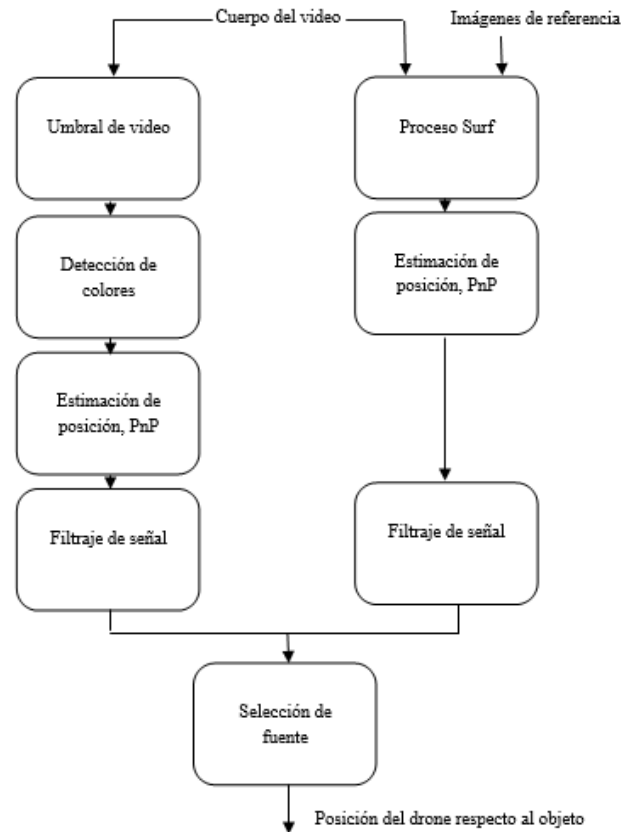 Cuerpo del video
Imágenes de referencia
Umbral de video
Proceso Surf
Detección de
colores
Estimación de
posición, PnP
Estimación de
posición, PnP
Filtraje de señal
Filtraje de señal
Selección de
fuente
Posición del drone respecto al objeto